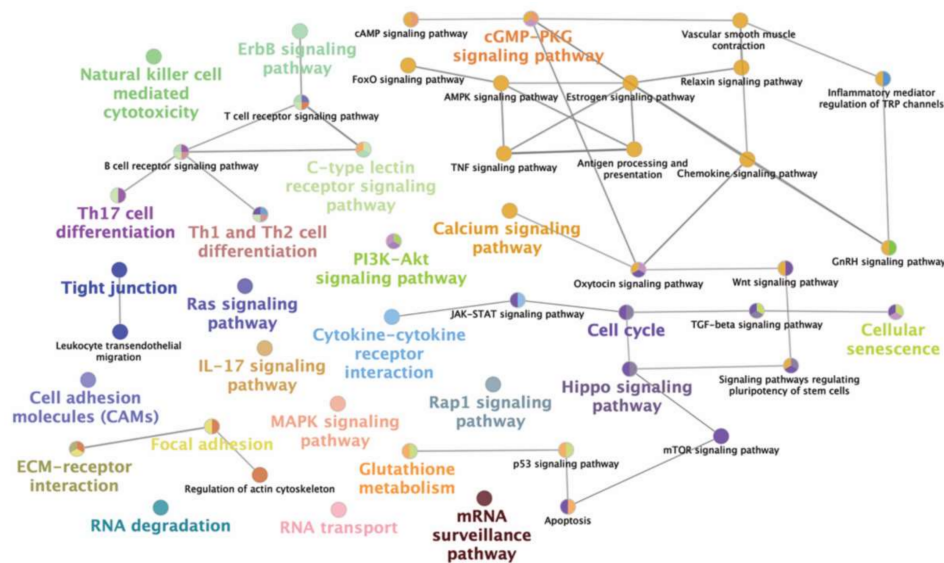 cAMP signaling pathway
cGMP-PKG
signaling pathway
Vascular smooth muscle
contraction
ErbB signaling
pathway
Natural killer cell
mediated
cytotoxicity
FoxO signaling pathway
Relaxin signaling pathway
AMPK signaling pathway
Estrogen signaling pathway
Inflammatory mediator
regulation of TRP channels
T cell receptor signaling pathway
B cell receptor signaling pathway
C-type lectin
receptor signaling
pathway
TNF signaling pathway
Antigen processing and
presentation
Chemokine signaling pathway
Th17 cell
differentiation
Th1 and Th2 cell
differentiation
Calcium signaling
pathway
PI3K-Akt
signaling pathway
GnRH signaling pathway
Oxytocin signaling pathway
Wnt signaling pathway
Tight junction
Ras signaling
pathway
JAK-STAT signaling pathway
Cell cycle
TGF-beta signaling pathway
Cellular
senescence
Leukocyte transendothelial
migration
Cytokine-cytokine
receptor
interaction
IL-17 signaling
pathway
Cell adhesion
molecules (CAMs)
Rap1 signaling
pathway
Hippo signaling
pathway
Signaling pathways regulating
pluripotency of stem cells
MAPK signaling
pathway
Focal adhesion
mTOR signaling pathway
ECM-receptor
interaction
Regulation of actin cytoskeleton
Glutathione
metabolism
p53 signaling pathway
RNA degradation
RNA transport
mRNA
surveillance
pathway
Apoptosis